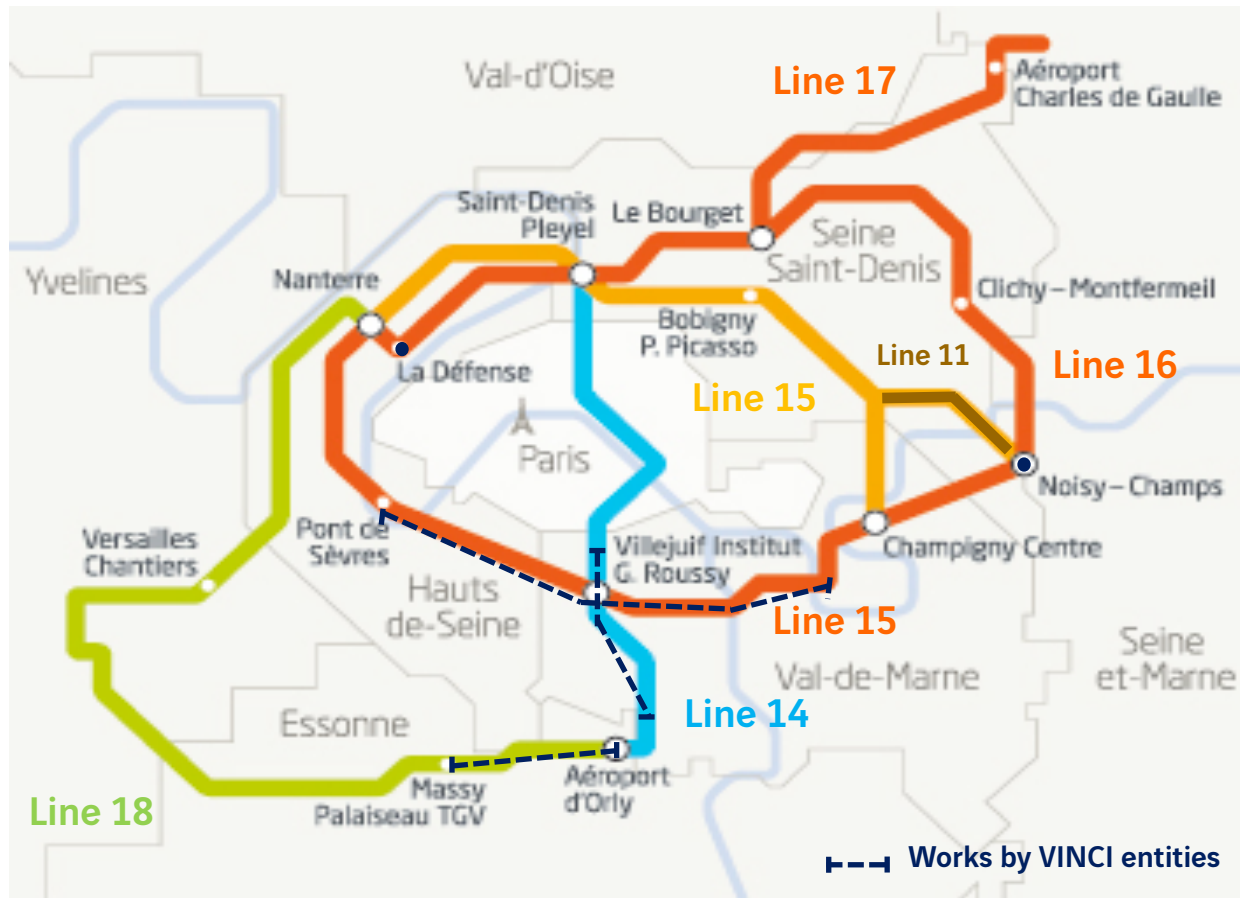 Val-d'Oise
Line 17
Aéroport
Charles de Gaulle
Saint-Denis
Pleyel
Le Bourget
Seine
Saint-Denis
Yvelines
Nanterre
Clichy – Montfermeil
Bobigny
P. Picasso
Line 11
Line 16
La Défense
Line 15
Paris
Noisy – Champs
Pont de
Sèvres
Versailles
Chantiers
Villejuif Institut
G. Roussy
Champigny Centre
Hauts
de-Seine
Line 15
Seine
et-Marne
Val-de-Marne
Essonne
Line 14
Aéroport
d'Orly
Massy
Palaiseau TGV
Line 18
Works by VINCI entities